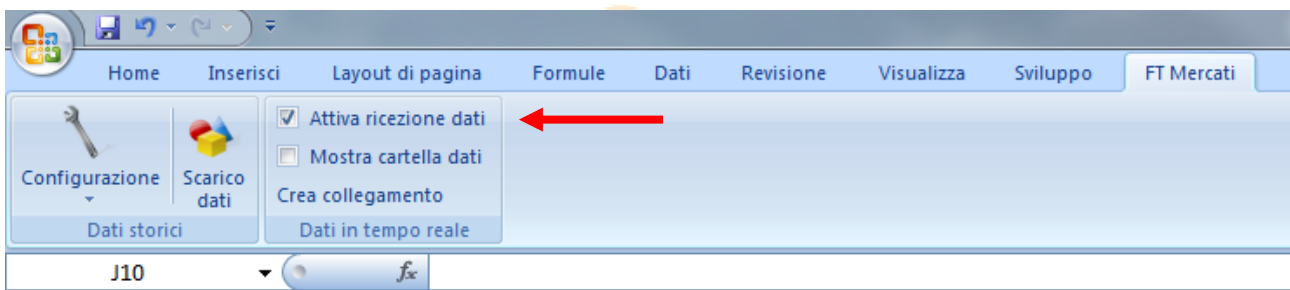 Home Inserisci Layout di pagina Formule Dati Revisione Visualizza Sviluppo FT Mercati
Configurazione
Scarico
dati
Dati storici
Attiva ricezione dati
Mostra cartella dati
Crea collegamento
Dati in tempo reale
J10 fx